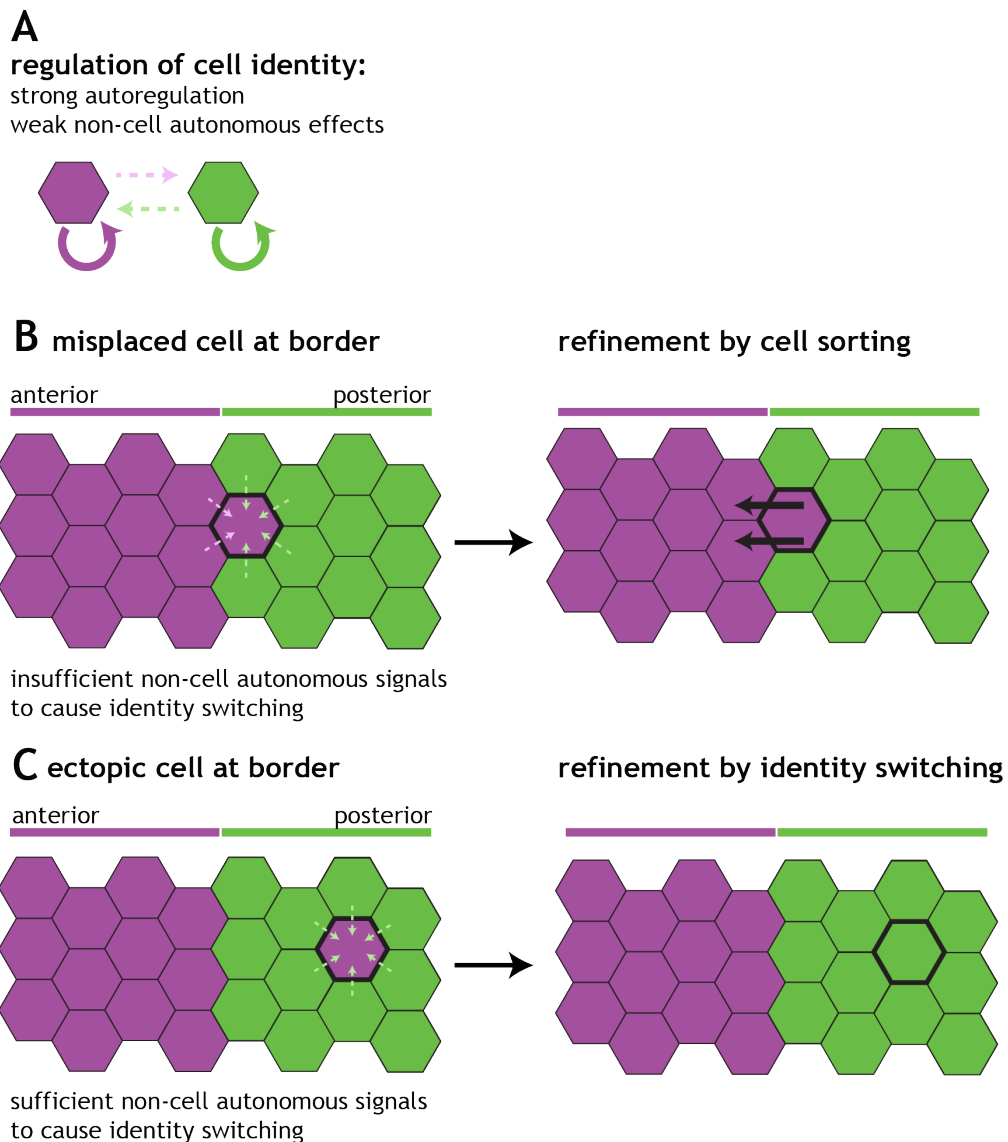 A
regulation of cell identity:
strong autoregulation
weak non-cell autonomous effects
B misplaced cell at border
refinement by cell sorting
anterior
posterior
insufficient non-cell autonomous signals
to cause identity switching
C ectopic cell at border
refinement by identity switching
anterior
posterior
sufficient non-cell autonomous signals
to cause identity switching